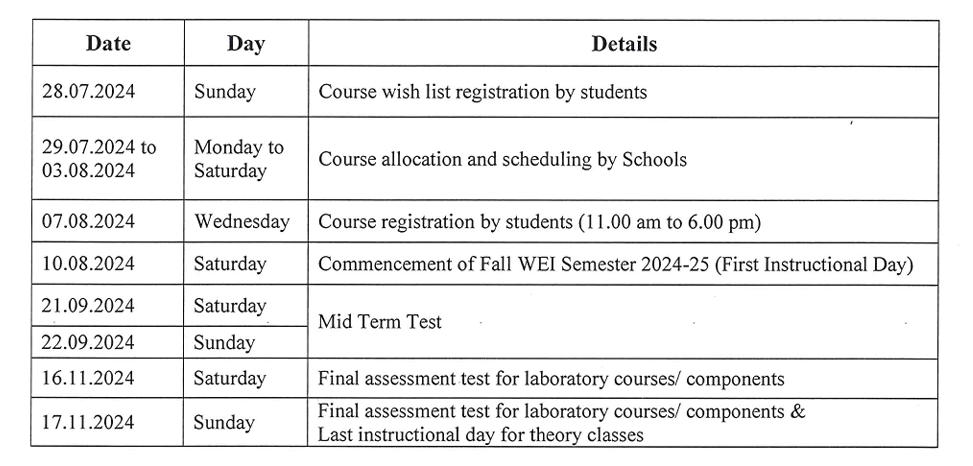 Date Day Details
28.07.2024 Sunday Course wish list registration by students
29.07.2024 to Monday to
03.08.2024 Saturday Course allocation and scheduling by Schools
07.08.2024 Wednesday Course registration by students (11.00 am to 6.00 pm)
10.08.2024 Saturday Commencement of Fall WEI Semester 2024-25 (First Instructional Day)
21.09.2024 Saturday
Mid Term Test
22.09.2024 Sunday
16.11.2024 Saturday Final assessment test for laboratory courses/ components
17.11.2024 Sunday Final assessment test for laboratory courses/ components &
Last instructional day for theory classes